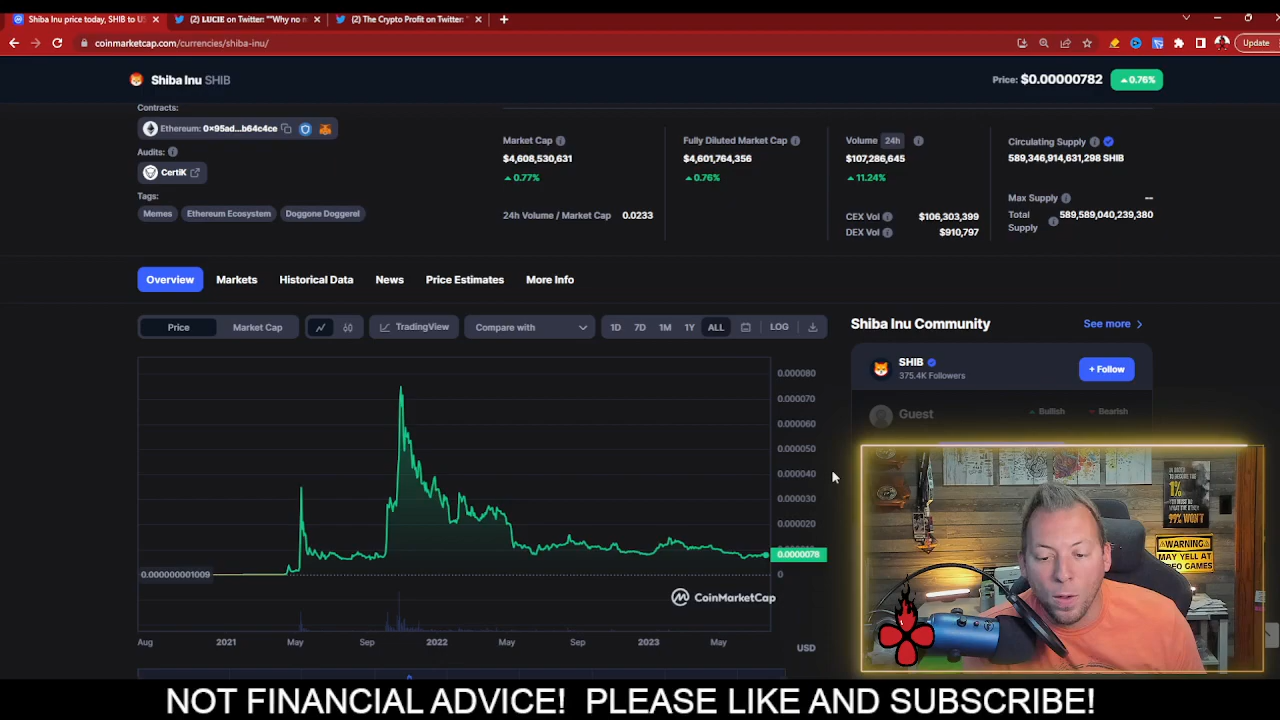 Shiba Inu price today, SHIB to U
(2) LUCIE on Twitter: ""Why no
(2) The Crypto Profit on Twitter: "
coinmarketcap.com/currencies/shiba-inu/
Update
Shiba Inu SHIB
Price: $0.00000782
0.76%
Contracts:
Ethereum: 0x95ad...b64c4ce
Audits:
CertiK
Tags:
Memes Ethereum Ecosystem Doggone Doggerel
Market Cap
$4,608,530,631
0.77%
24h Volume / Market Cap 0.0233
Fully Diluted Market Cap
$4,601,764,356
0.76%
Volume 24h
$107,286,645
11.24%
CEX Vol $106,303,399
DEX Vol $910,797
Circulating Supply
589,346,914,631,298 SHIB
Max Supply --
Total Supply 589,589,040,239,380
Overview Markets Historical Data News Price Estimates More Info
Price Market Cap TradingView Compare with 1D 7D 1M 1Y ALL LOG
0.000080
0.000070
0.000060
0.000050
0.000040
0.000030
0.000020
0.0000078
0
0.000000001009
CoinMarketCap
Aug 2021 May Sep 2022 May Sep 2023 May
USD
Shiba Inu Community
See more
SHIB
375.4K Followers
+ Follow
Guest
Bullish
Bearish
1%
99% WON'T
WARNING
MAY YELL AT
VIDEO GAMES
NOT FINANCIAL ADVICE! PLEASE LIKE AND SUBSCRIBE!